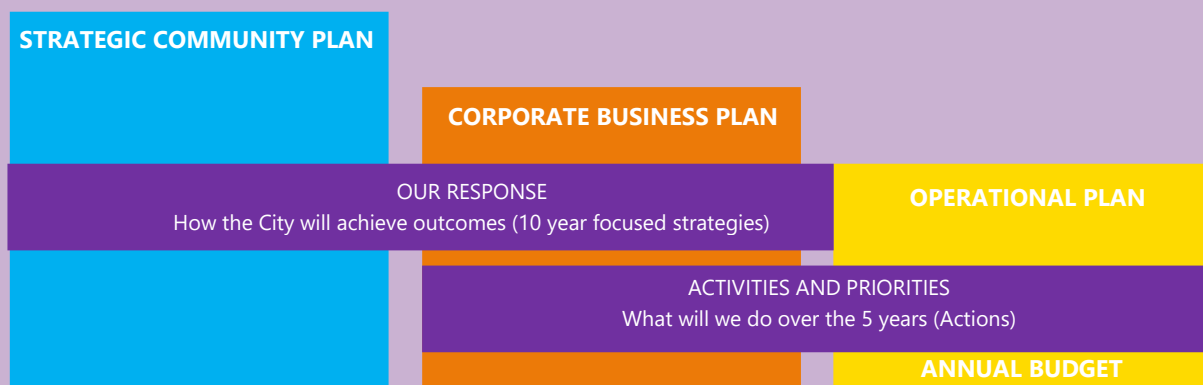 STRATEGIC COMMUNITY PLAN
CORPORATE BUSINESS PLAN
OUR RESPONSE
How the City will achieve outcomes (10 year focused strategies)
OPERATIONAL PLAN
ACTIVITIES AND PRIORITIES
What will we do over the 5 years (Actions)
ANNUAL BUDGET